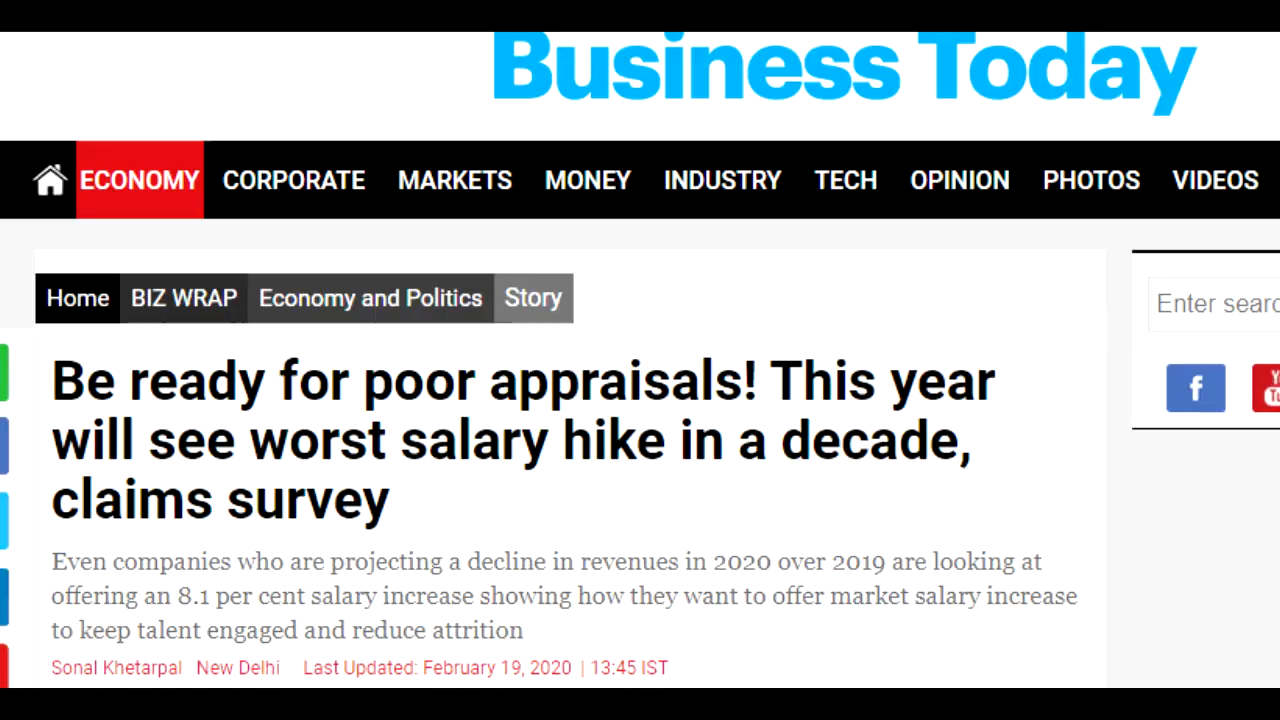 Business Today
ECONOMY CORPORATE MARKETS MONEY INDUSTRY TECH OPINION PHOTOS VIDEOS
Home BIZ WRAP Economy and Politics Story
Enter searc
f
Be ready for poor appraisals! This year
will see worst salary hike in a decade,
claims survey
Even companies who are projecting a decline in revenues in 2020 over 2019 are looking at
offering an 8.1 per cent salary increase showing how they want to offer market salary increase
to keep talent engaged and reduce attrition
Sonal Khetarpal New Delhi Last Updated: February 19, 2020 | 13:45 IST